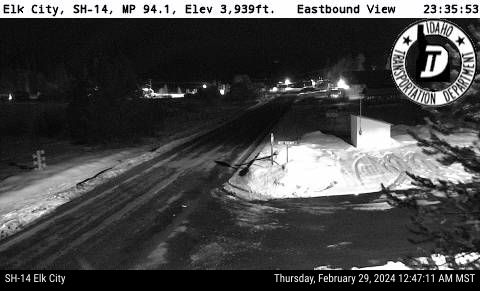 Elk City, SH-14, MP 94.1, Elev 3,939ft. Eastbound View 23:35:53
IDAHO
TRANSPORTATION DEPARTMENT
SH-14 Elk City Thursday, February 29, 2024 12:47:11 AM MST